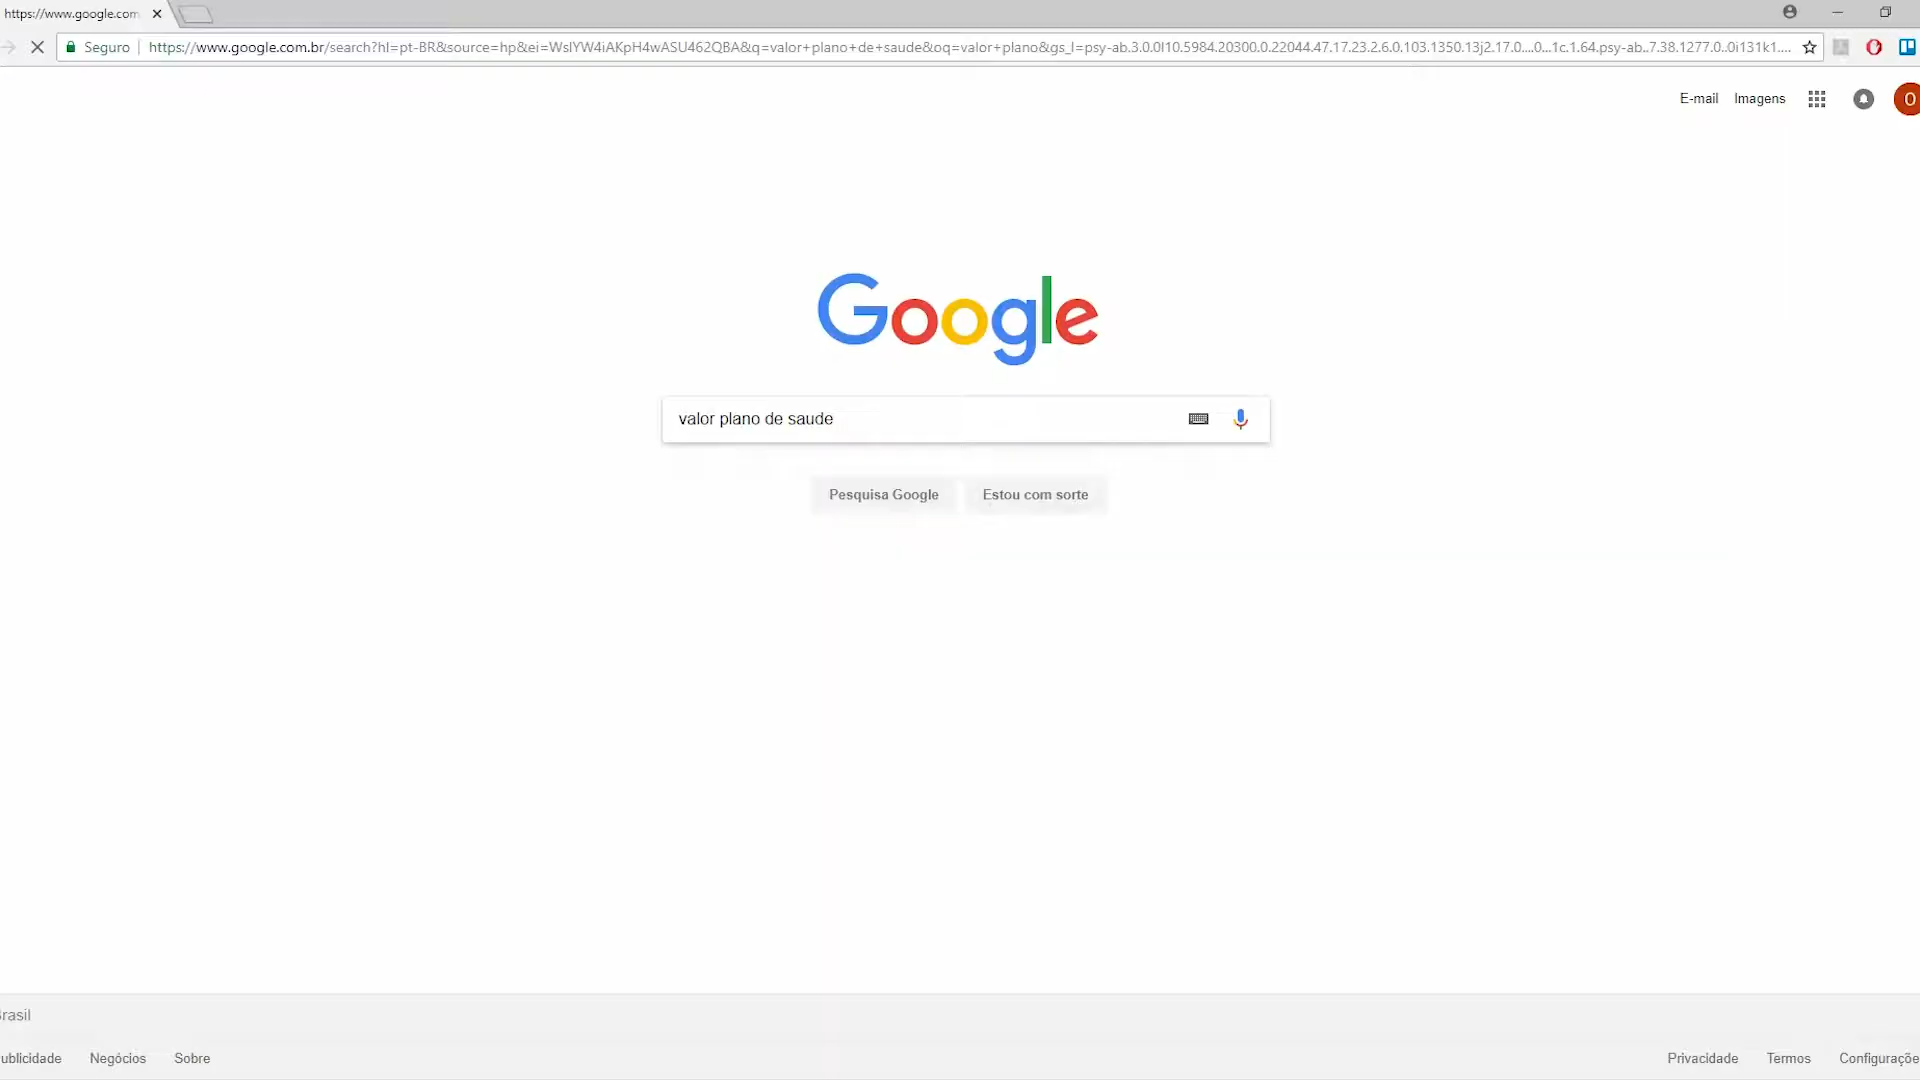 https://www.google.com
Seguro https://www.google.com.br/search?hl=pt-BR&source=hp&ei=WslYW4iAKpH4wASU462QBA&q=valor+plano+de+saude&oq=valor+plano&gs_l=psy-ab.3.0.0l10.5984.20300.0.22044.47.17.23.2.6.0.103.1350.13j2.17.0....0...1c.1.64.psy-ab..7.38.1277.0..0i131k1....
E-mail Imagens O
Google
valor plano de saude
Pesquisa Google Estou com sorte
rasil
ublicidade Negócios Sobre Privacidade Termos Configuraçõe